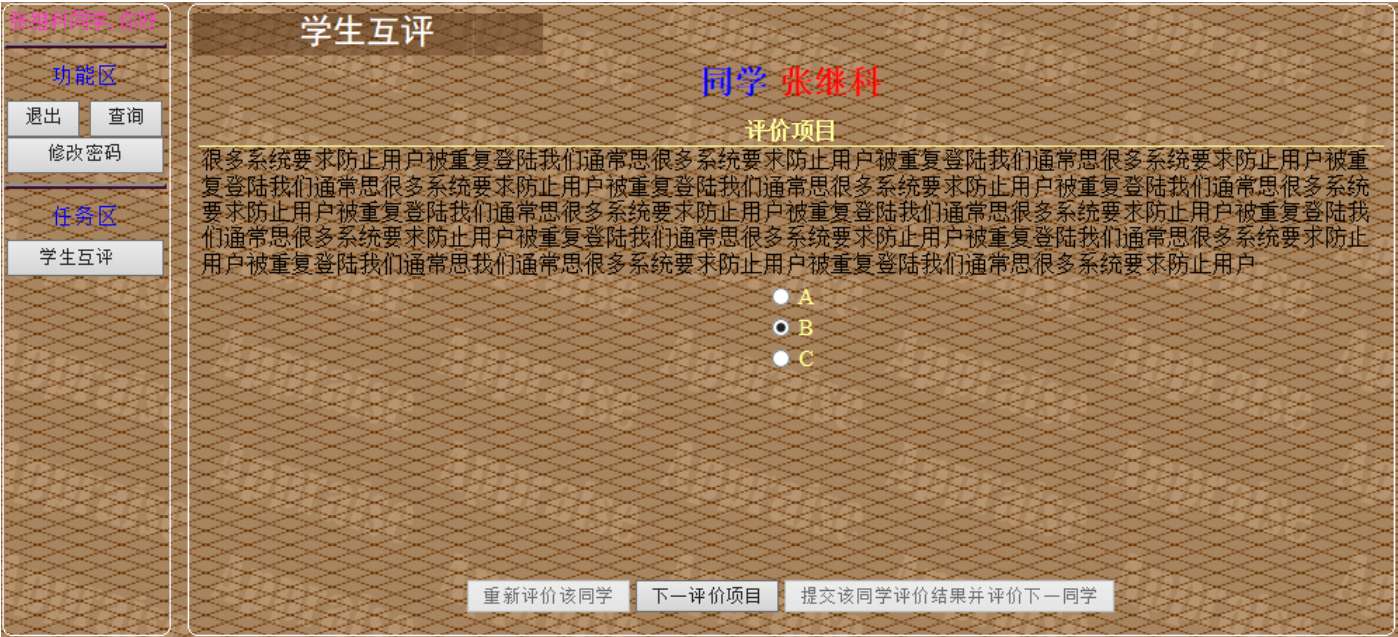 张继科同学,你好
学生互评
功能区
退出 查询
修改密码
任务区
学生互评
同学 张继科
评价项目
很多系统要求防止用户被重复登陆我们通常思很多系统要求防止用户被重复登陆我们通常思很多系统要求防止用户被重
复登陆我们通常思很多系统要求防止用户被重复登陆我们通常思很多系统要求防止用户被重复登陆我们通常思很多系统
要求防止用户被重复登陆我们通常思很多系统要求防止用户被重复登陆我们通常思很多系统要求防止用户被重复登陆我
们通常思很多系统要求防止用户被重复登陆我们通常思很多系统要求防止用户被重复登陆我们通常思很多系统要求防止
用户被重复登陆我们通常思我们通常思很多系统要求防止用户被重复登陆我们通常思很多系统要求防止用户
A
B
C
重新评价该同学 下一评价项目 提交该同学评价结果并评价下一同学